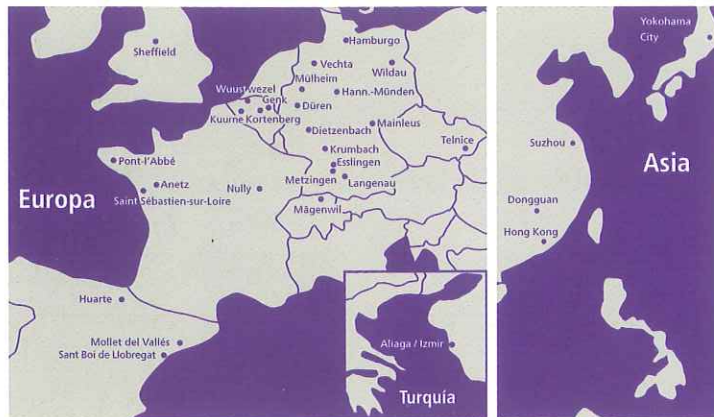 Sheffield
Hamburgo
Vechta
Wildau
Mülheim
Hann.-Münden
Wuustwezel
Genk
Düren
Kuurne Kortenberg
Mainleus
Dietzenbach
Telnice
Krumbach
Pont-l'Abbé
Esslingen
Metzingen
Langenau
Anetz
Nully
Saint Sébastien-sur-Loire
Mägenwil
Europa
Huarte
Mollet del Vallés
Sant Boi de Llobregat
Aliaga / Izmir
Turquía
Yokohama
City
Suzhou
Asia
Dongguan
Hong Kong